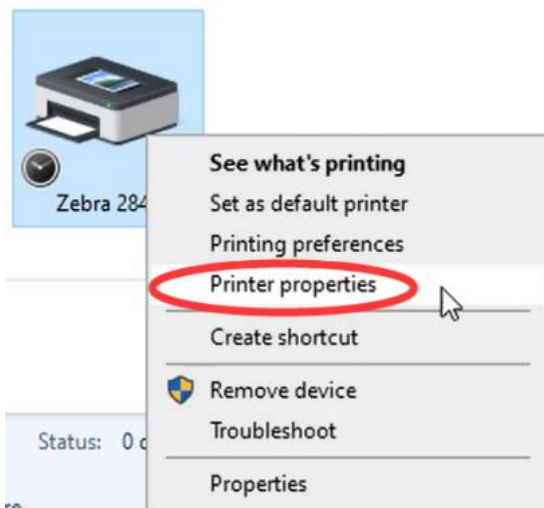 See what's printing
Zebra 284
Set as default printer
Printing preferences
Printer properties
Create shortcut
Remove device
Troubleshoot
Status: 0
Properties